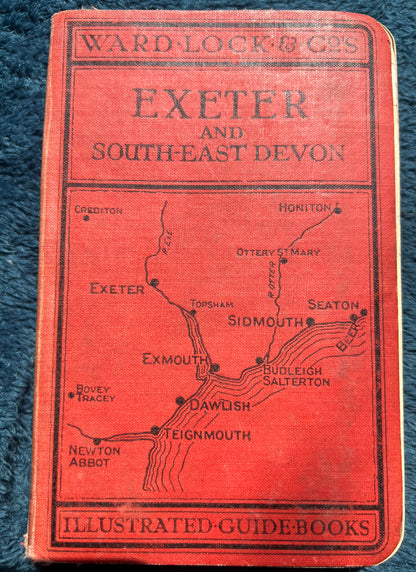 WARD·LOCK·&·Cº'S
EXETER
AND
SOUTH-EAST DEVON
CREDITON
HONITON
R. EXE
OTTERY ST MARY
EXETER
R. OTTER
TOPSHAM
SEATON
SIDMOUTH
BEER
EXMOUTH
BUDLEIGH
SALTERTON
BOVEY
TRACEY
DAWLISH
TEIGNMOUTH
NEWTON
ABBOT
ILLUSTRATED·GUIDE·BOOKS